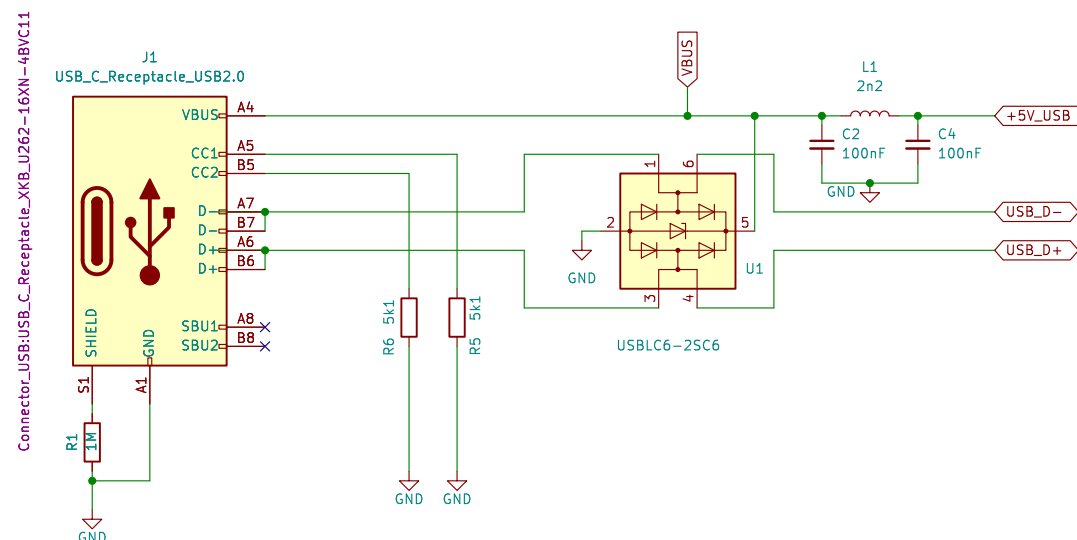 Connector_USB:USB_C_Receptacle_XKB_U262-16XN-4BVC11
J1
USB_C_Receptacle_USB2.0
VBUS
A4
CC1
A5
CC2
B5
D-
A7
D-
B7
D+
A6
D+
B6
SBU1
A8
SBU2
B8
SHIELD
GND
S1
A1
R1
1M
GND
R6
5k1
GND
R5
5k1
GND
VBUS
1
6
2
5
3
4
GND
U1
USBLC6-2SC6
L1
2n2
C2
100nF
C4
100nF
GND
+5V_USB
USB_D-
USB_D+